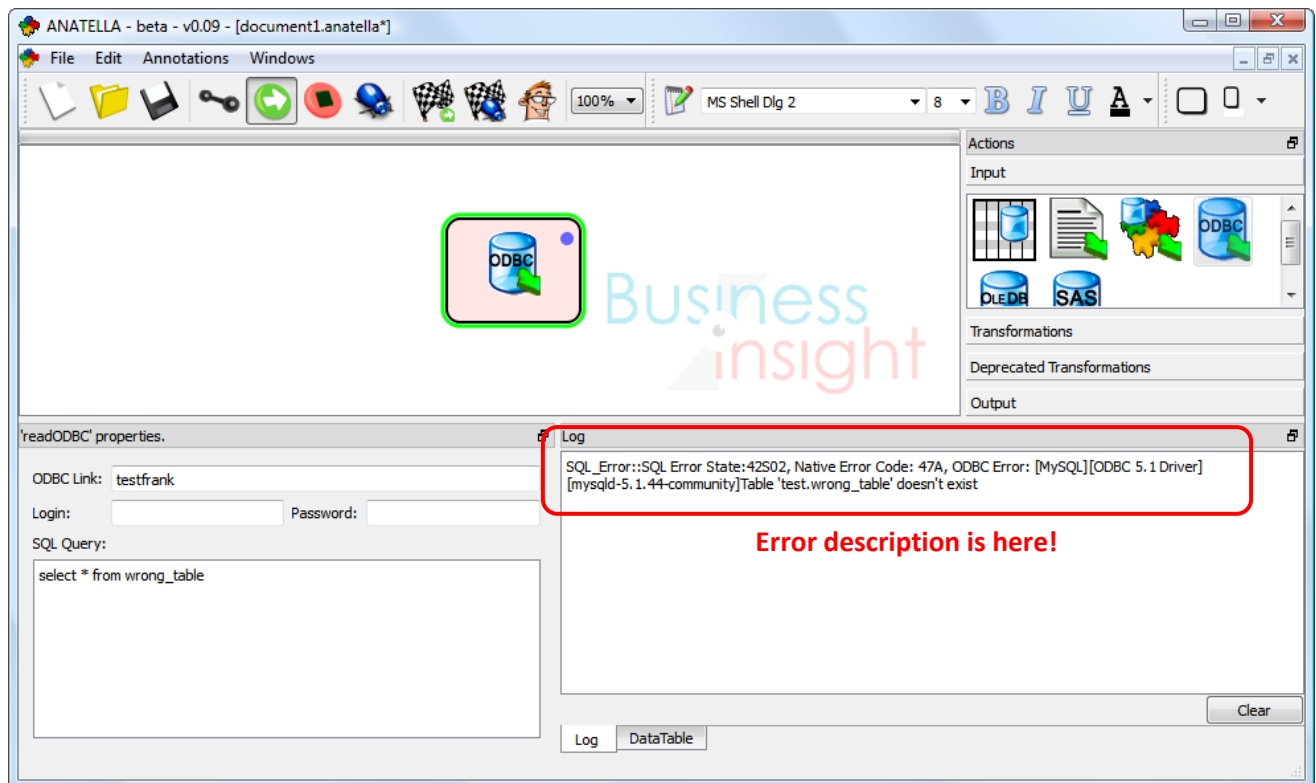 ANATELLA - beta - v0.09 - [document1.anatella*]
File Edit Annotations Windows
100% MS Shell Dlg 2 8 B I U A
Actions
Input
ODBC
OLE DB SAS
ODBC
Business
insight
Transformations
Deprecated Transformations
Output
'readODBC' properties.
ODBC Link: testfrank
Login: Password:
SQL Query:
select * from wrong_table
Log
SQL_Error::SQL Error State:42S02, Native Error Code: 47A, ODBC Error: [MySQL][ODBC 5.1 Driver]
[mysqld-5.1.44-community]Table 'test.wrong_table' doesn't exist
Error description is here!
Clear
Log DataTable